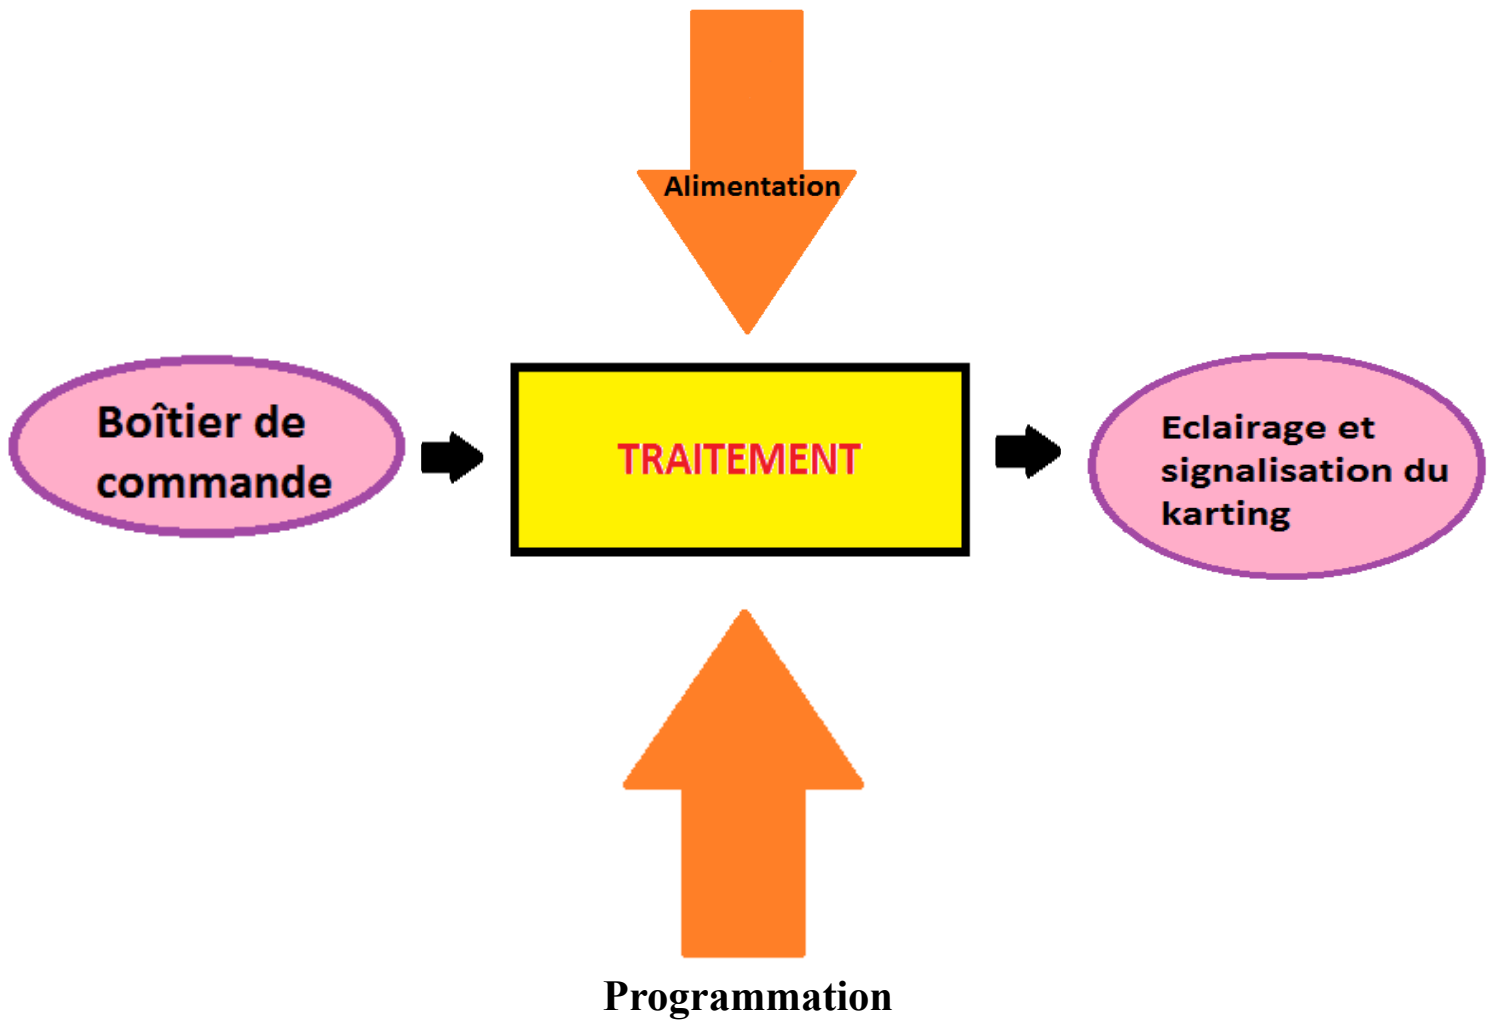 Alimentation
Boîtier de
commande
TRAITEMENT
Eclairage et
signalisation du
karting
Programmation